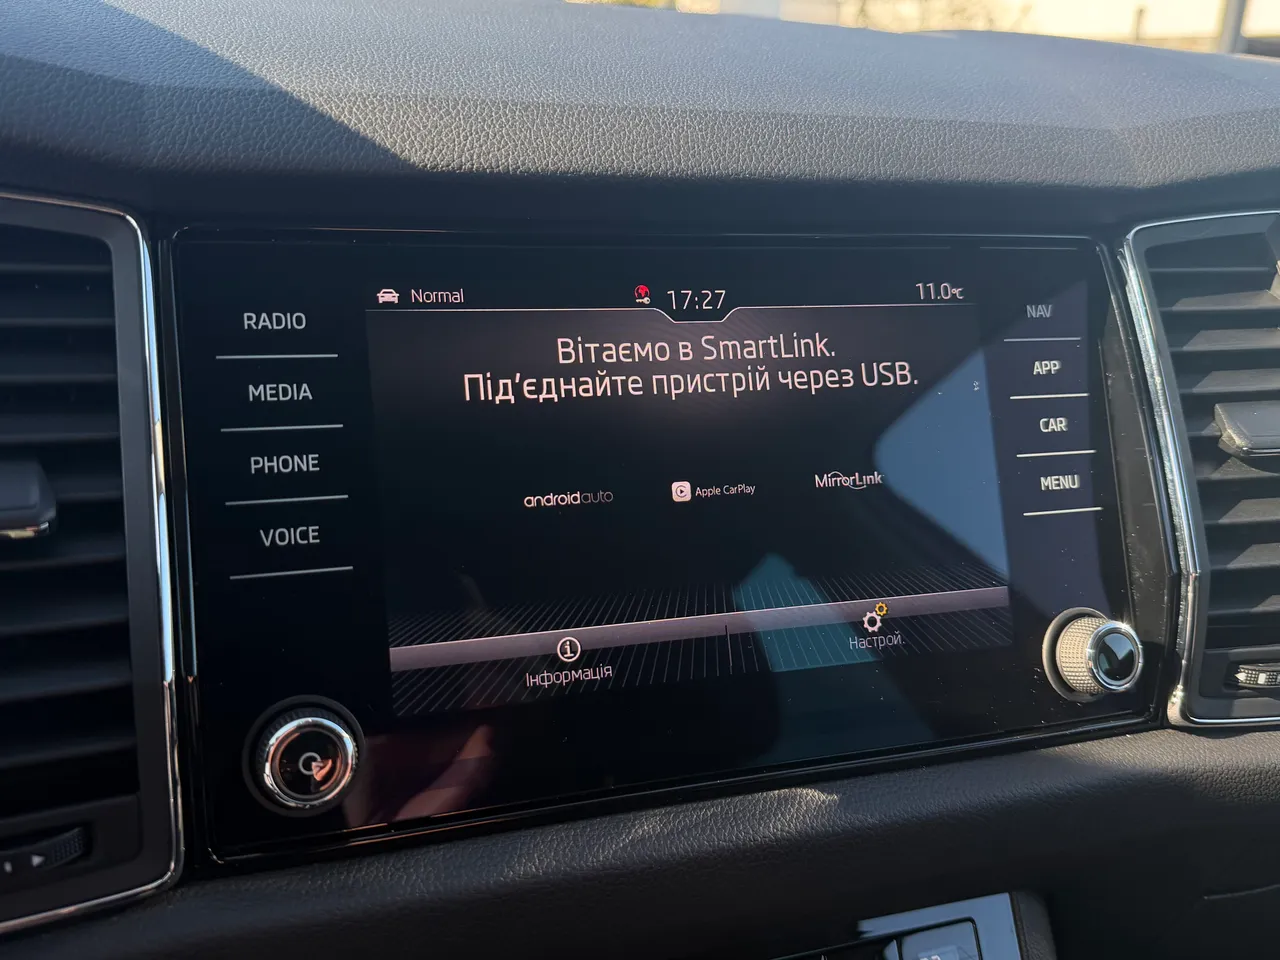 Normal
17:27
11.0°C
RADIO
MEDIA
PHONE
VOICE
Вітаємо в SmartLink.
Під’єднайте пристрій через USB.
androidauto
Apple CarPlay
MirrorLink
Інформація
Настрой.
NAV
APP
CAR
MENU